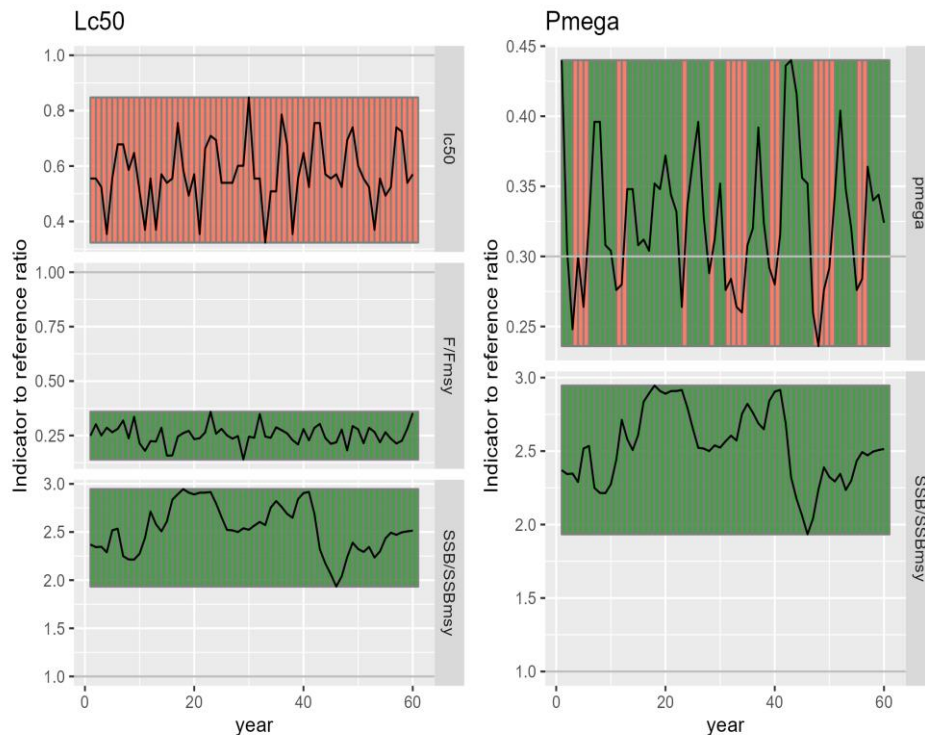 Lc50
Indicator to reference ratio
1.0
0.8
0.6
0.4
lc50
1.00
0.75
0.50
0.25
F/Fmsy
3.0
2.5
2.0
1.5
1.0
SSB/SSBmsy
0
20
40
60
year
Pmega
Indicator to reference ratio
0.45
0.40
0.35
0.30
0.25
pmega
3.0
2.5
2.0
1.5
1.0
SSB/SSBmsy
0
20
40
60
year